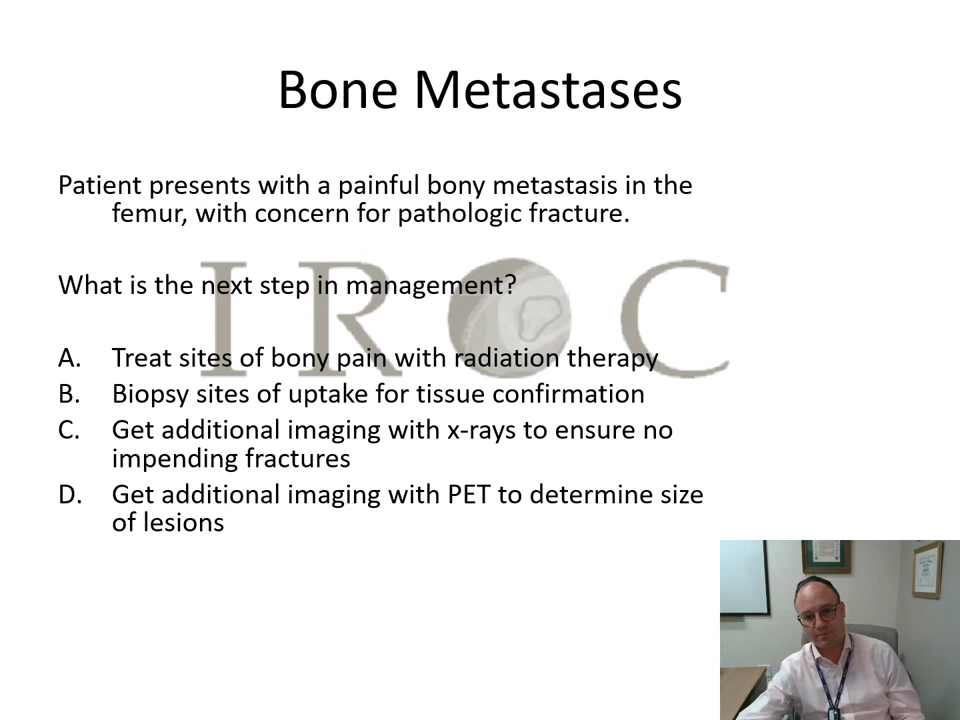 Bone Metastases
Patient presents with a painful bony metastasis in the
femur, with concern for pathologic fracture.
IROC
What is the next step in management?
A. Treat sites of bony pain with radiation therapy
B. Biopsy sites of uptake for tissue confirmation
C. Get additional imaging with x-rays to ensure no
impending fractures
D. Get additional imaging with PET to determine size
of lesions